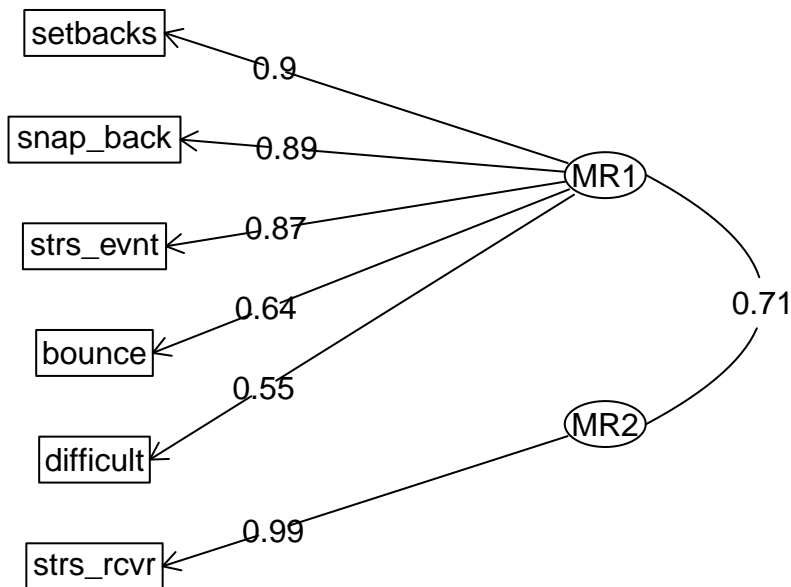 setbacks
0.9
snap_back
0.89
MR1
strs_evnt
0.87
0.71
bounce
0.64
difficult
0.55
MR2
strs_rcvr
0.99